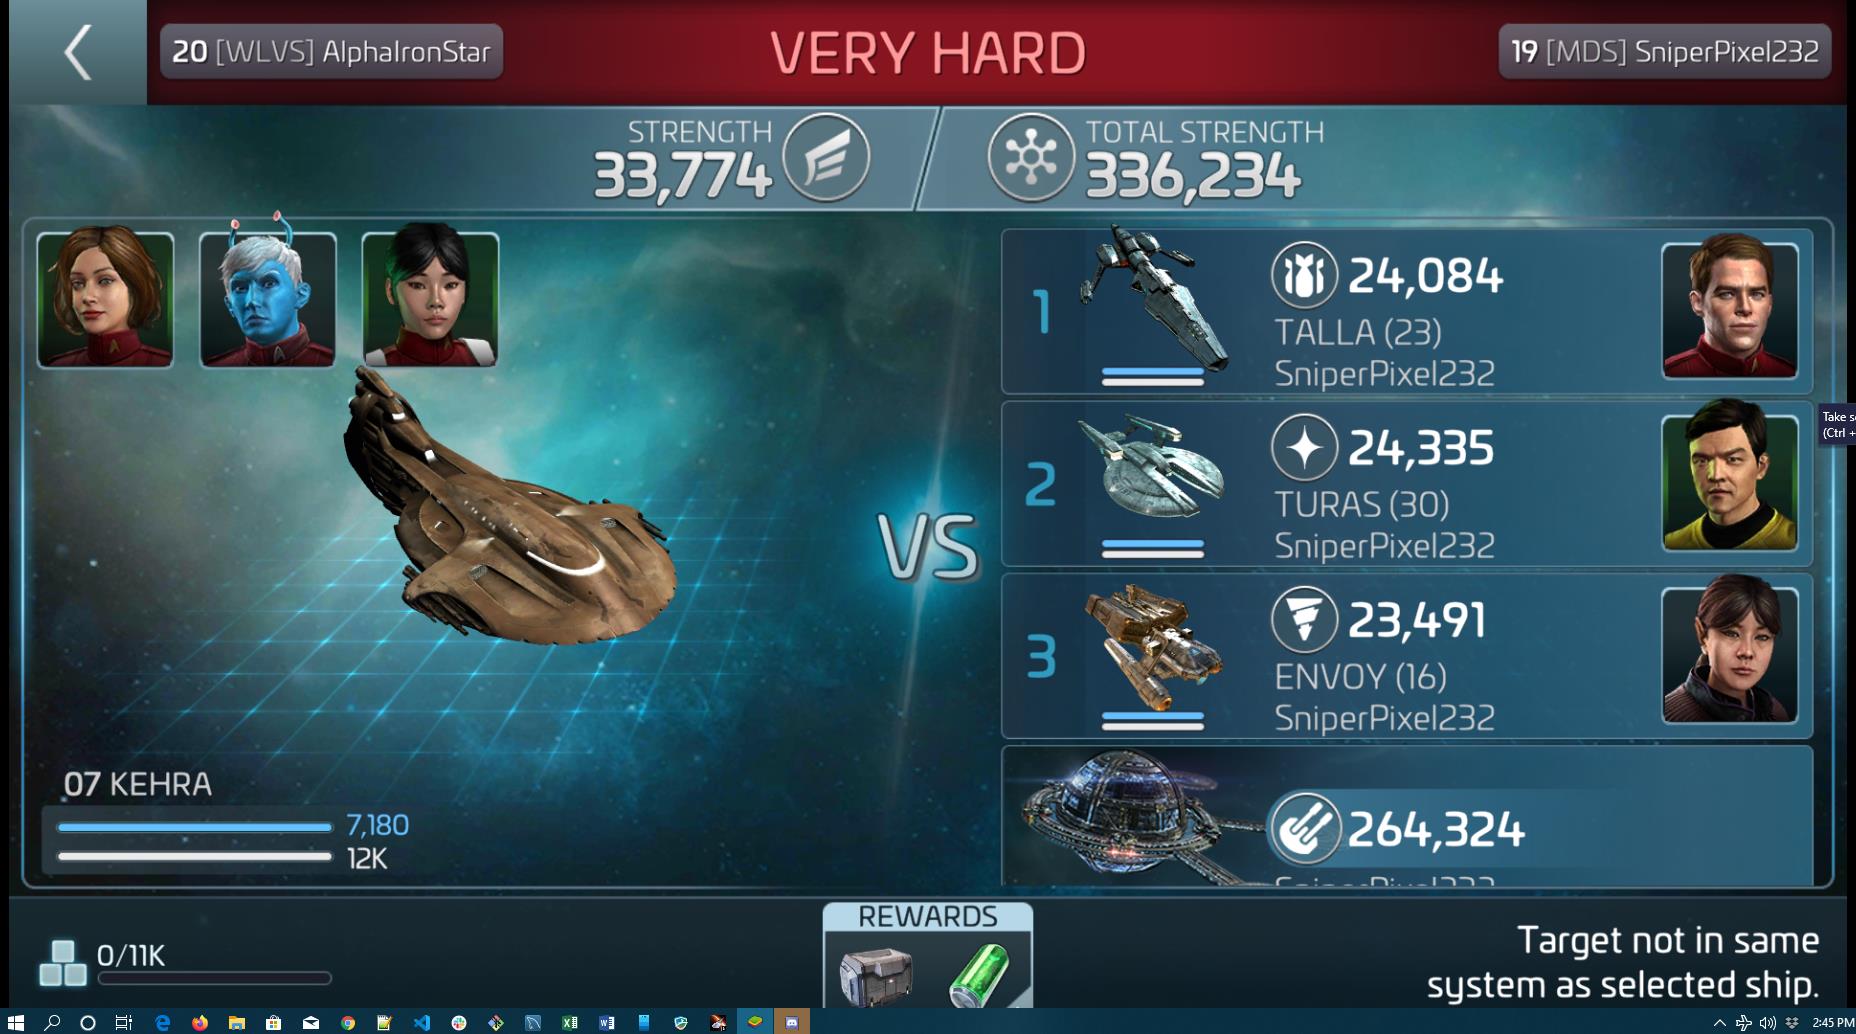 20 [WLVS] AlphaIronStar
VERY HARD
19 [MDS] SniperPixel232
STRENGTH
33,774
TOTAL STRENGTH
336,234
1
24,084
TALLA (23)
SniperPixel232
2
24,335
TURAS (30)
SniperPixel232
3
23,491
ENVOY (16)
SniperPixel232
264,324
VS
07 KEHRA
7,180
12K
0/11K
REWARDS
Target not in same
system as selected ship.
Take
(Ctrl +
2:45 PM